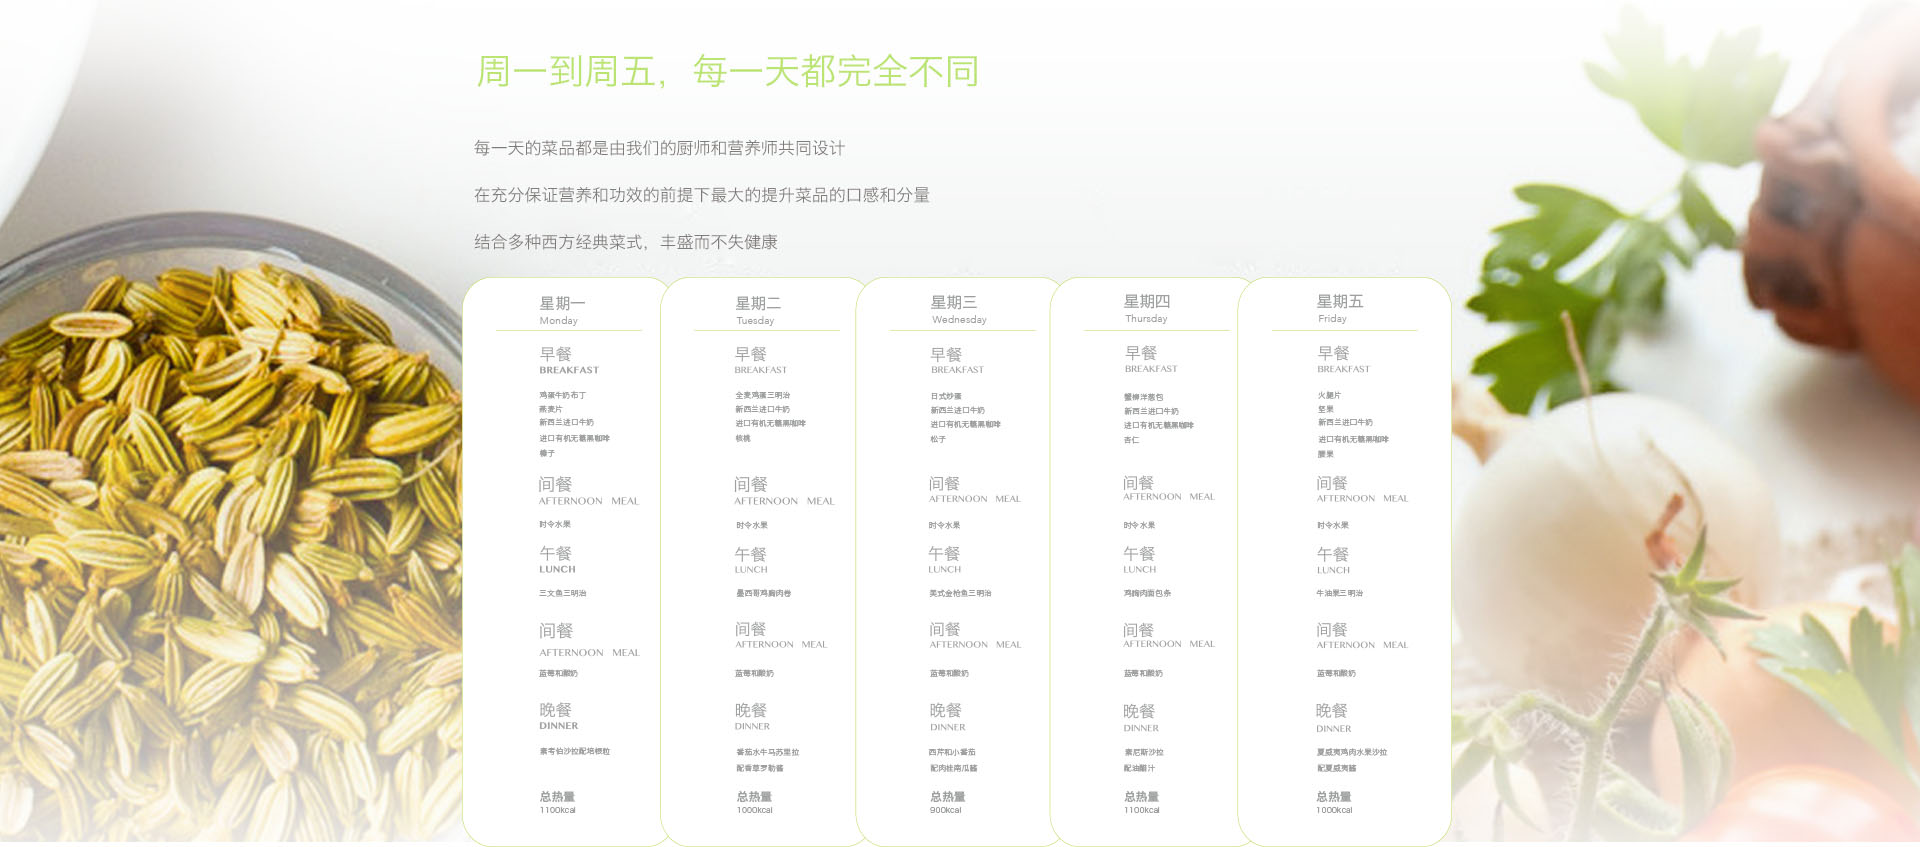 周一到周五，每一天都完全不同
每一天的菜品都是由我们的厨师和营养师共同设计
在充分保证营养和功效的前提下最大的提升菜品的口感和分量
结合多种西方经典菜式，丰盛而不失健康
星期一
Monday
早餐
BREAKFAST
鸡蛋牛奶布丁
燕麦片
新西兰进口牛奶
进口有机无糖黑咖啡
榛子
间餐
AFTERNOON MEAL
时令水果
午餐
LUNCH
三文鱼三明治
间餐
AFTERNOON MEAL
蓝莓和酸奶
晚餐
DINNER
素考伯沙拉配培根粒
总热量
1100kcal
星期二
Tuesday
早餐
BREAKFAST
全麦鸡蛋三明治
新西兰进口牛奶
进口有机无糖黑咖啡
核桃
间餐
AFTERNOON MEAL
时令水果
午餐
LUNCH
墨西哥鸡胸肉卷
间餐
AFTERNOON MEAL
蓝莓和酸奶
晚餐
DINNER
番茄水牛马苏里拉
配香草罗勒酱
总热量
1000kcal
星期三
Wednesday
早餐
BREAKFAST
日式炒蛋
新西兰进口牛奶
进口有机无糖黑咖啡
松子
间餐
AFTERNOON MEAL
时令水果
午餐
LUNCH
美式金枪鱼三明治
间餐
AFTERNOON MEAL
蓝莓和酸奶
晚餐
DINNER
西芹和小番茄
配肉桂南瓜酱
总热量
900kcal
星期四
Thursday
早餐
BREAKFAST
蟹柳洋葱包
新西兰进口牛奶
进口有机无糖黑咖啡
杏仁
间餐
AFTERNOON MEAL
时令水果
午餐
LUNCH
鸡胸肉面包条
间餐
AFTERNOON MEAL
蓝莓和酸奶
晚餐
DINNER
素尼斯沙拉
配油醋汁
总热量
1100kcal
星期五
Friday
早餐
BREAKFAST
火腿片
坚果
新西兰进口牛奶
进口有机无糖黑咖啡
腰果
间餐
AFTERNOON MEAL
时令水果
午餐
LUNCH
牛油果三明治
间餐
AFTERNOON MEAL
蓝莓和酸奶
晚餐
DINNER
夏威夷鸡肉水果沙拉
配夏威夷酱
总热量
1000kcal